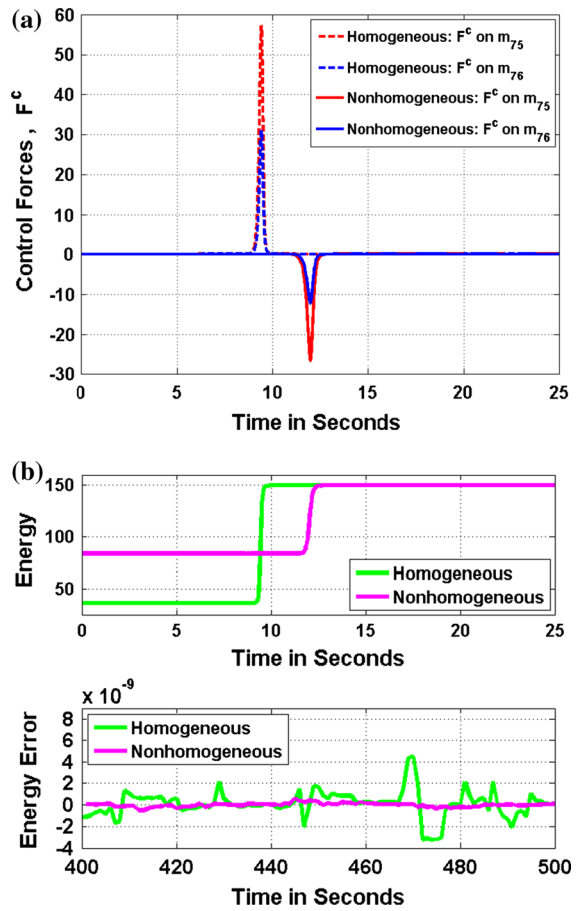 (a)
60
50
40
30
20
10
0
-10
-20
-30
Control Forces , F^c
Homogeneous: F^c on m_75
Homogeneous: F^c on m_76
Nonhomogeneous: F^c on m_75
Nonhomogeneous: F^c on m_76
0 5 10 15 20 25
Time in Seconds
(b)
150
100
50
Energy
Homogeneous
Nonhomogeneous
0 5 10 15 20 25
Time in Seconds
x 10^-9
8
6
4
2
0
-2
-4
Energy Error
Homogeneous
Nonhomogeneous
400 420 440 460 480 500
Time in Seconds